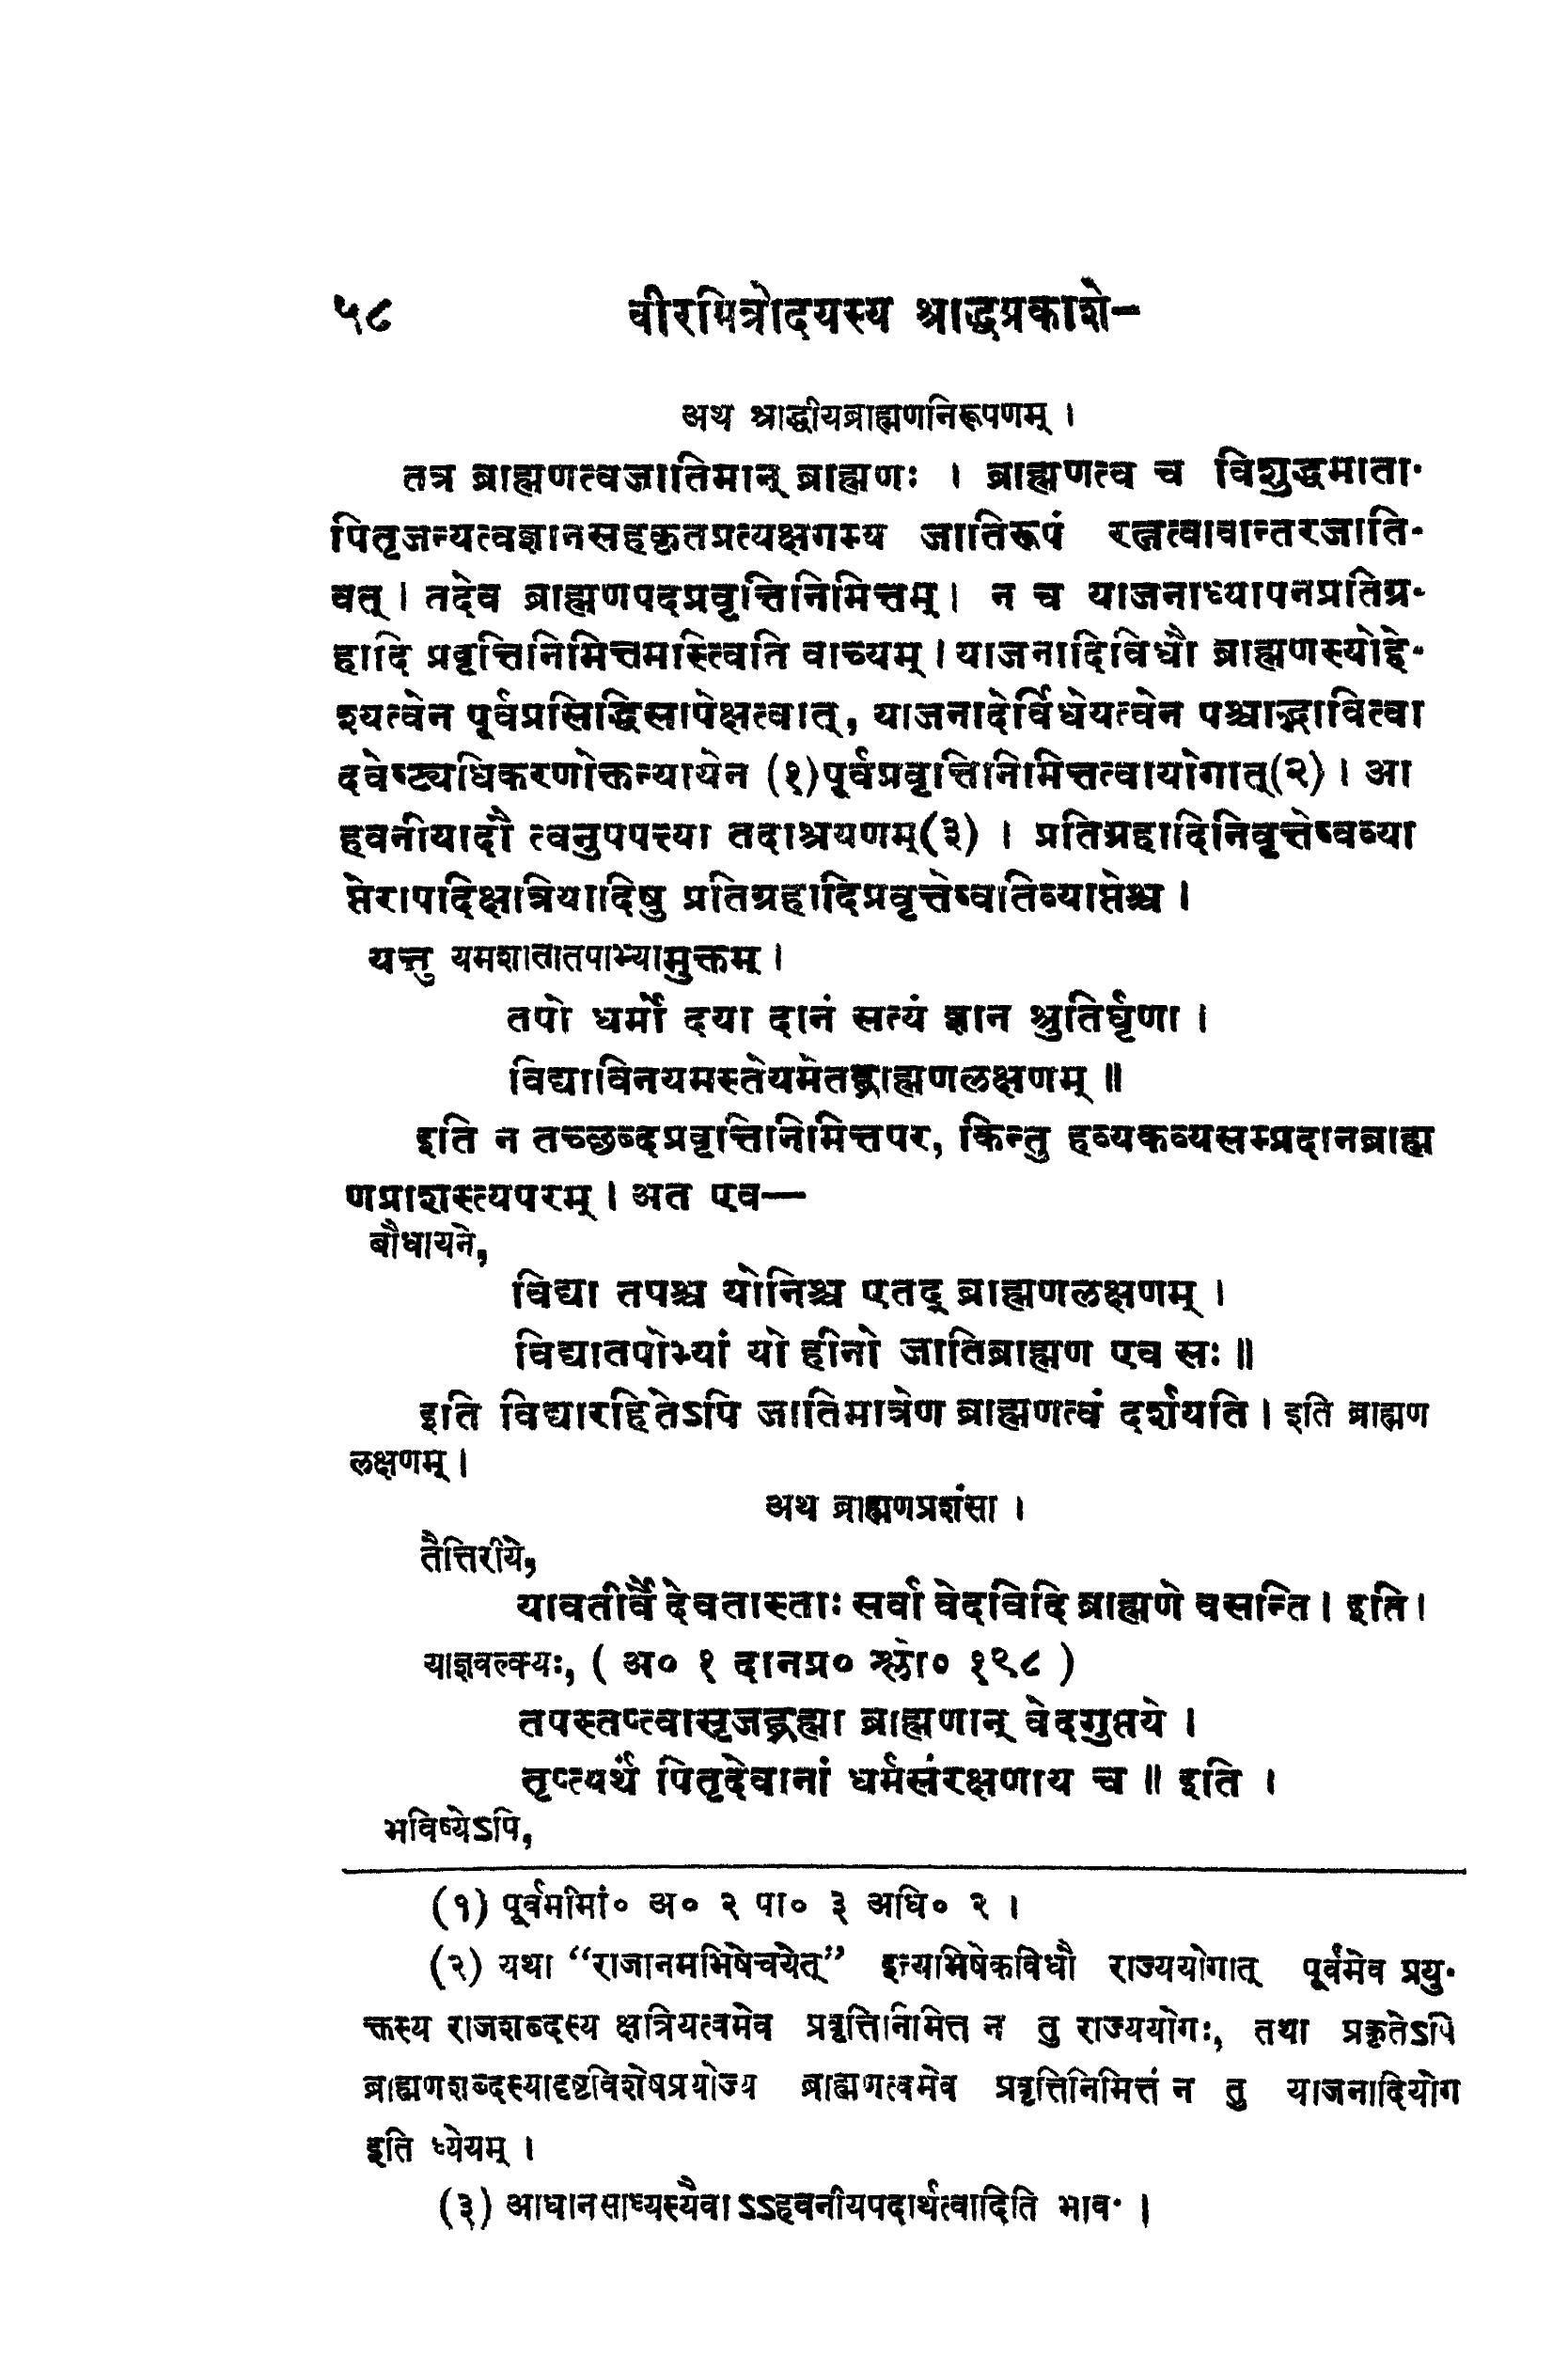 ५८ वीरमित्रोदयस्य श्राद्धप्रकाशे-
अथ श्राद्धीयब्राह्मणनिरूपणम् ।
तत्र ब्राह्मणत्वजातिमान् ब्राह्मणः । ब्राह्मणत्व च विशुद्धमाता-
पितृजन्यत्वज्ञानसहकृतप्रत्यक्षगम्य जातिरूपं रत्नत्वावान्तरजाति-
वत् । तदेव ब्राह्मणपदप्रवृत्तिनिमित्तम् । न च याजनाध्यापनप्रतिग्र-
हादि प्रवृत्तिनिमित्तमस्त्विति वाच्यम् । याजनादिविधौ ब्राह्मणस्योद्दे-
श्यत्वेन पूर्वप्रसिद्धिसापेक्षत्वात्, याजनादेर्विधेयत्वेन पश्चाद्भावित्वा
दवेष्ट्यधिकरणोक्तन्यायेन (१)पूर्वप्रवृत्तिनिमित्तत्वायोगात्(२) । आ
हवनीयादौ त्वनुपपत्त्या तदाश्रयणम्(३) । प्रतिग्रहादिनिवृत्तेष्वव्या
प्तेरापदिक्षत्रियादिषु प्रतिग्रहादिप्रवृत्तेष्वतिव्याप्तेश्च ।
यत्तु यमशातातपाभ्यामुक्तम् ।
तपो धर्मो दया दानं सत्यं ज्ञान श्रुतिर्घृणा ।
विद्याविनयमस्तेयमेतद्ब्राह्मणलक्षणम् ॥
इति न तच्छब्दप्रवृत्तिनिमित्तपर, किन्तु हव्यकव्यसम्प्रदानब्राह्म
णप्राशस्त्यपरम् । अत एव—
बौधायने,
विद्या तपश्च योनिश्च एतद् ब्राह्मणलक्षणम् ।
विद्यातपोभ्यां यो हीनो जातिब्राह्मण एव सः ॥
इति विद्यारहितेऽपि जातिमात्रेण ब्राह्मणत्वं दर्शयति । इति ब्राह्मण
लक्षणम् ।
अथ ब्राह्मणप्रशंसा ।
तैत्तिरीये,
यावतीर्वै देवतास्ताः सर्वा वेदविदि ब्राह्मणे वसन्ति । इति ।
याज्ञवल्क्यः, ( अ० १ दानप्र० श्लो० १९८ )
तपस्तप्त्वासृजद्ब्रह्मा ब्राह्मणान् वेदगुप्तये ।
तृप्त्यर्थं पितृदेवानां धर्मसंरक्षणाय च ॥ इति ।
भविष्येऽपि,
(१) पूर्वममिां० अ० २ पा० ३ अधि० २ ।
(२) यथा “राजानमभिषेचयेत्” इत्यभिषेकविधौ राज्ययोगात् पूर्वमेव प्रयु-
क्तस्य राजशब्दस्य क्षत्रियत्वमेव प्रवृत्तिनिमित्त न तु राज्ययोगः, तथा प्रकृतेऽपि
ब्राह्मणशब्दस्यादृष्टविशेषप्रयोज्य ब्राह्मणत्वमेव प्रवृत्तिनिमित्तं न तु याजनादियोग
इति ध्येयम् ।
(३) आधानसाध्यस्यैवाऽऽहवनीयपदार्थत्वादिति भाव· ।